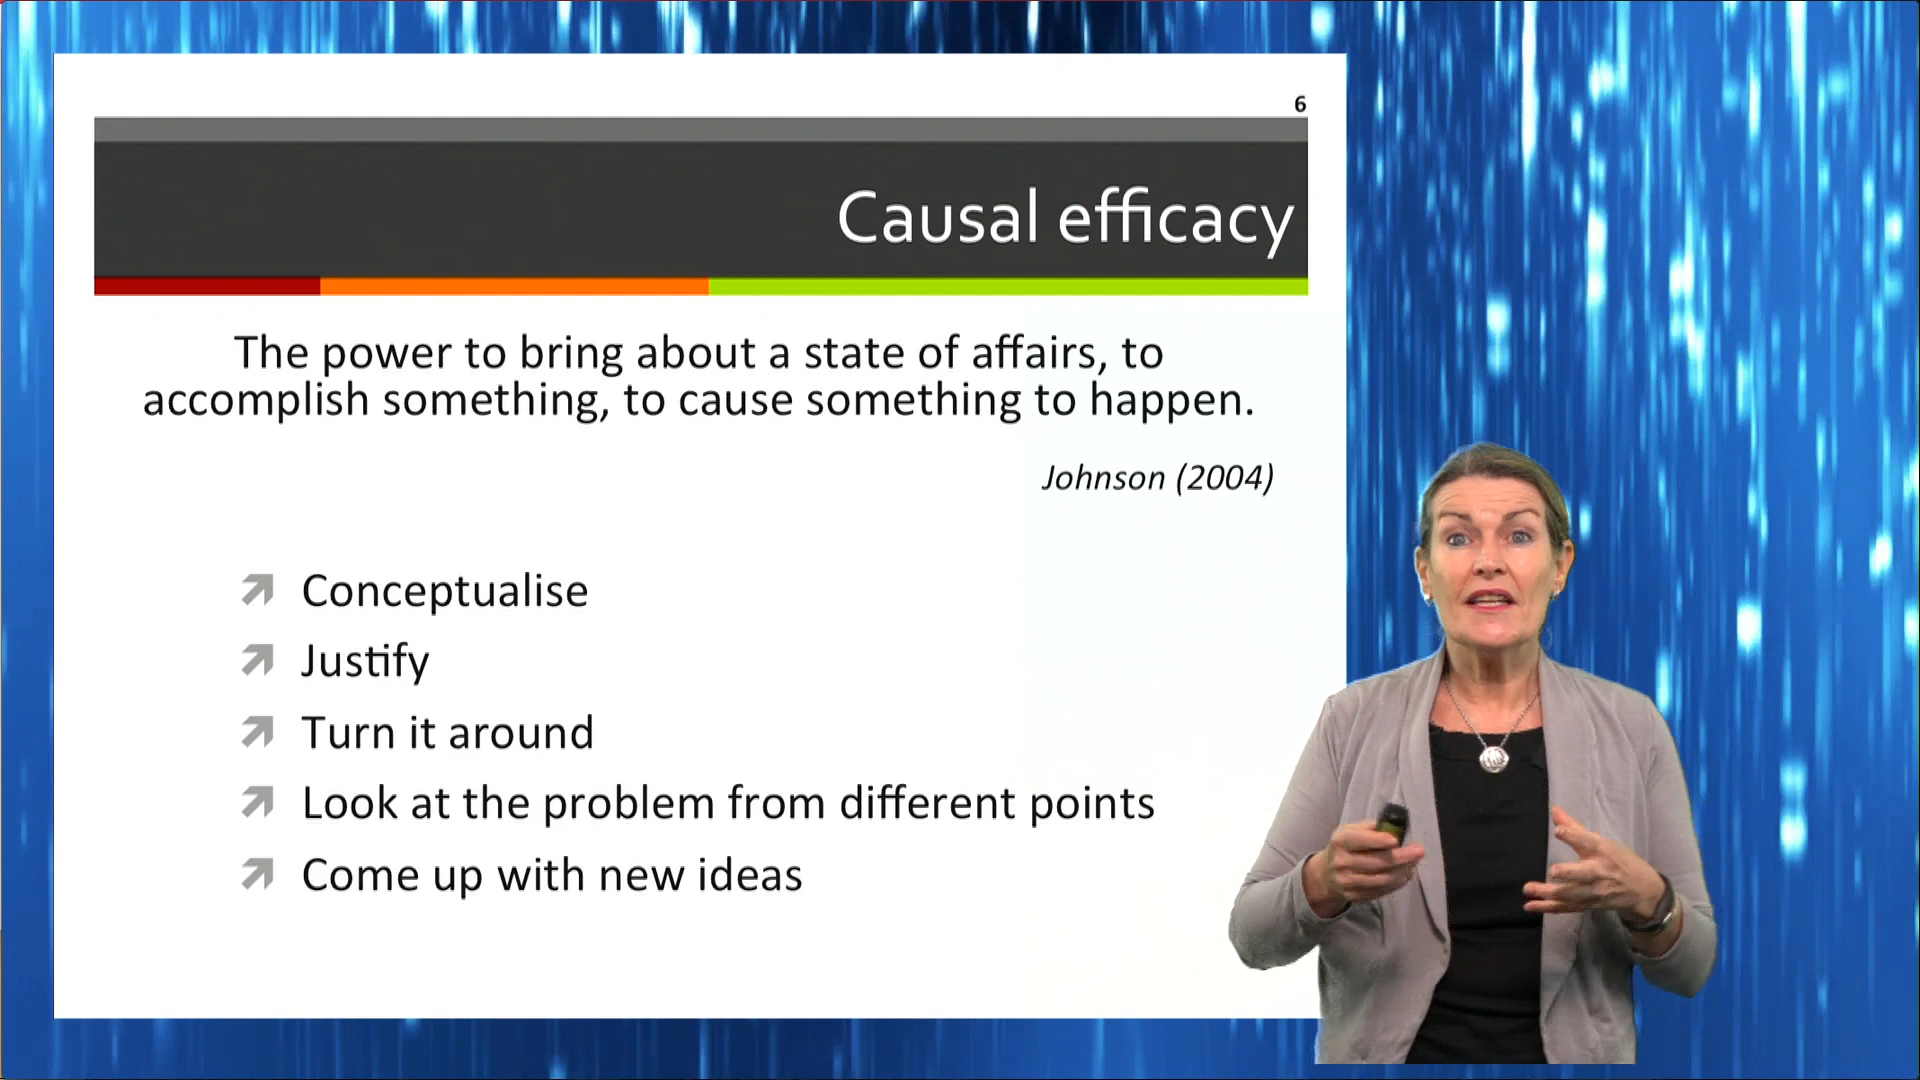 6
Causal efficacy
The power to bring about a state of affairs, to
accomplish something, to cause something to happen.
Johnson (2004)
Conceptualise
Justify
Turn it around
Look at the problem from different points
Come up with new ideas